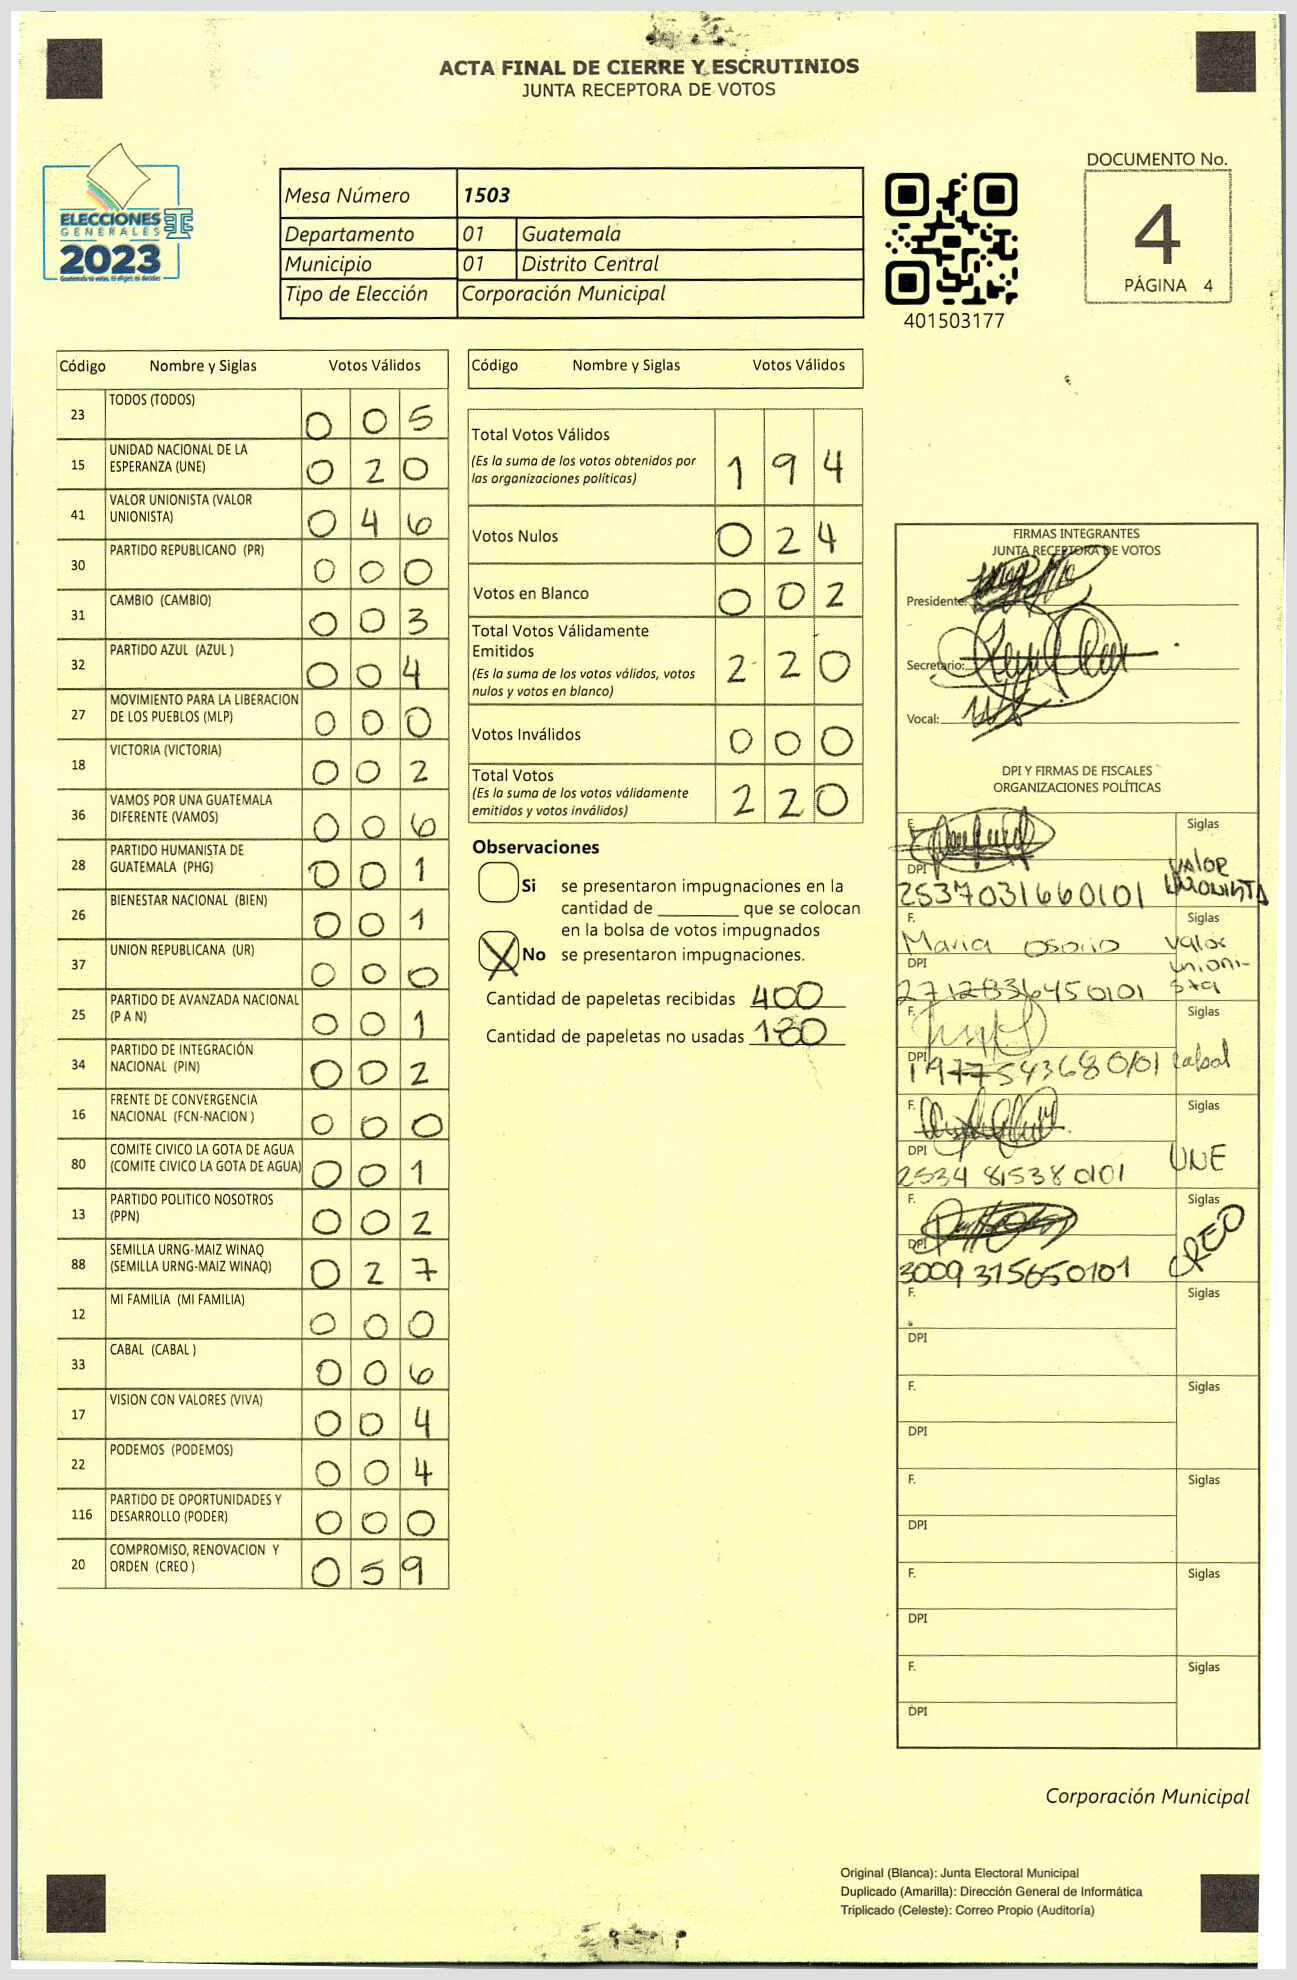 ACTA FINAL DE CIERRE Y ESCRUTINIOS
JUNTA RECEPTORA DE VOTOS
ELECCIONES
GENERALES
2023
Guatemala tú votas, tú eliges, tú decides
Mesa Número 1503
Departamento 01 Guatemala
Municipio 01 Distrito Central
Tipo de Elección Corporación Municipal
401503177
DOCUMENTO No.
4
PÁGINA 4
Código Nombre y Siglas Votos Válidos
23 TODOS (TODOS) 0 0 5
15 UNIDAD NACIONAL DE LA
ESPERANZA (UNE) 0 2 0
41 VALOR UNIONISTA (VALOR
UNIONISTA) 0 4 6
30 PARTIDO REPUBLICANO (PR) 0 0 0
31 CAMBIO (CAMBIO) 0 0 3
32 PARTIDO AZUL (AZUL ) 0 0 4
27 MOVIMIENTO PARA LA LIBERACION
DE LOS PUEBLOS (MLP) 0 0 0
18 VICTORIA (VICTORIA) 0 0 2
36 VAMOS POR UNA GUATEMALA
DIFERENTE (VAMOS) 0 0 6
28 PARTIDO HUMANISTA DE
GUATEMALA (PHG) 0 0 1
26 BIENESTAR NACIONAL (BIEN) 0 0 1
37 UNION REPUBLICANA (UR) 0 0 0
25 PARTIDO DE AVANZADA NACIONAL
(P A N) 0 0 1
34 PARTIDO DE INTEGRACIÓN
NACIONAL (PIN) 0 0 2
16 FRENTE DE CONVERGENCIA
NACIONAL (FCN-NACION ) 0 0 0
80 COMITE CIVICO LA GOTA DE AGUA
(COMITE CIVICO LA GOTA DE AGUA) 0 0 1
13 PARTIDO POLITICO NOSOTROS
(PPN) 0 0 2
88 SEMILLA URNG-MAIZ WINAQ
(SEMILLA URNG-MAIZ WINAQ) 0 2 7
12 MI FAMILIA (MI FAMILIA) 0 0 0
33 CABAL (CABAL ) 0 0 6
17 VISION CON VALORES (VIVA) 0 0 4
22 PODEMOS (PODEMOS) 0 0 4
116 PARTIDO DE OPORTUNIDADES Y
DESARROLLO (PODER) 0 0 0
20 COMPROMISO, RENOVACION Y
ORDEN (CREO ) 0 5 9
Código Nombre y Siglas Votos Válidos
Total Votos Válidos
(Es la suma de los votos obtenidos por
las organizaciones políticas) 1 9 4
Votos Nulos 0 2 4
Votos en Blanco 0 0 2
Total Votos Válidamente
Emitidos
(Es la suma de los votos válidos, votos
nulos y votos en blanco) 2 2 0
Votos Inválidos 0 0 0
Total Votos
(Es la suma de los votos válidamente
emitidos y votos inválidos) 2 2 0
Observaciones
Si se presentaron impugnaciones en la
cantidad de ________ que se colocan
en la bolsa de votos impugnados
X No se presentaron impugnaciones.
Cantidad de papeletas recibidas 400
Cantidad de papeletas no usadas 180
FIRMAS INTEGRANTES
JUNTA RECEPTORA DE VOTOS
Presidente:
Secretario:
Vocal:
DPI Y FIRMAS DE FISCALES
ORGANIZACIONES POLÍTICAS
F. Siglas
VALOR
UNIONISTA
DPI
2537031660101
F. Siglas
Maria Osorio Valor
unioni-
sta
DPI
2712836450101
F. Siglas
DPI
1977543680101 Cabal
F. Siglas
DPI UNE
2534 81538 0101
F. Siglas
DPI CREO
3009 315650101
F. Siglas
DPI
F. Siglas
DPI
F. Siglas
DPI
F. Siglas
DPI
F. Siglas
DPI
Corporación Municipal
Original (Blanca): Junta Electoral Municipal
Duplicado (Amarilla): Dirección General de Informática
Triplicado (Celeste): Correo Propio (Auditoría)